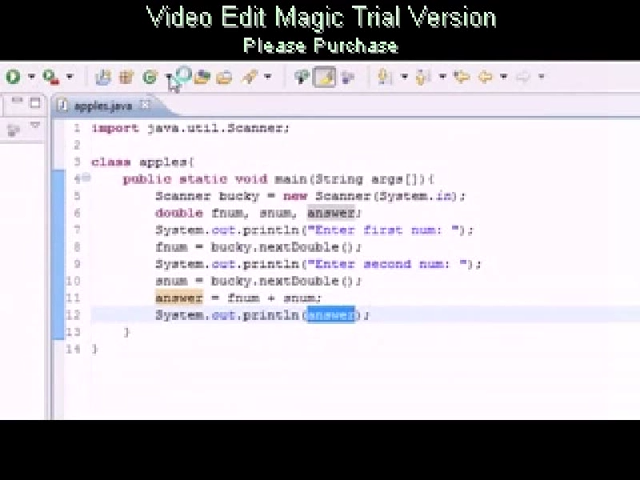 Video Edit Magic Trial Version
Please Purchase
apples.java
1 import java.util.Scanner;
2
3 class apples{
4 public static void main(String args[]){
5 Scanner bucky = new Scanner(System.in);
6 double fnum, snum, answer;
7 System.out.println("Enter first num: ");
8 fnum = bucky.nextDouble();
9 System.out.println("Enter second num: ");
10 snum = bucky.nextDouble();
11 answer = fnum + snum;
12 System.out.println(answer);
13 }
14 }